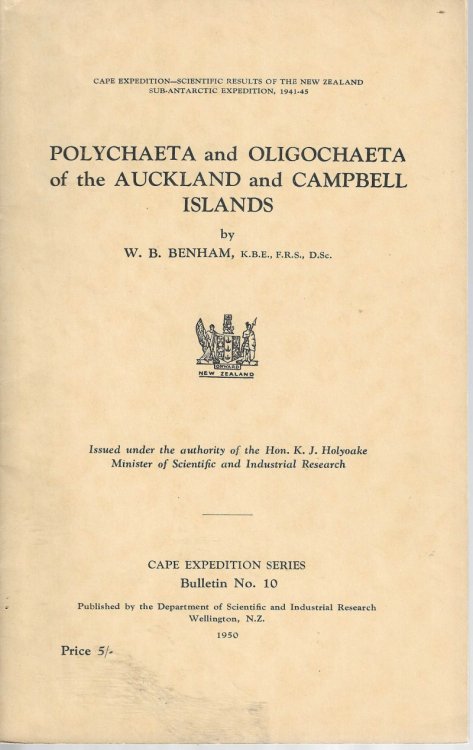 CAPE EXPEDITION—SCIENTIFIC RESULTS OF THE NEW ZEALAND
SUB-ANTARCTIC EXPEDITION, 1941-45
POLYCHAETA and OLIGOCHAETA
of the AUCKLAND and CAMPBELL
ISLANDS
by
W. B. BENHAM, K.B.E., F.R.S., D.Sc.
ONWARD
NEW ZEALAND
Issued under the authority of the Hon. K. J. Holyoake
Minister of Scientific and Industrial Research
CAPE EXPEDITION SERIES
Bulletin No. 10
Published by the Department of Scientific and Industrial Research
Wellington, N.Z.
1950
Price 5/-